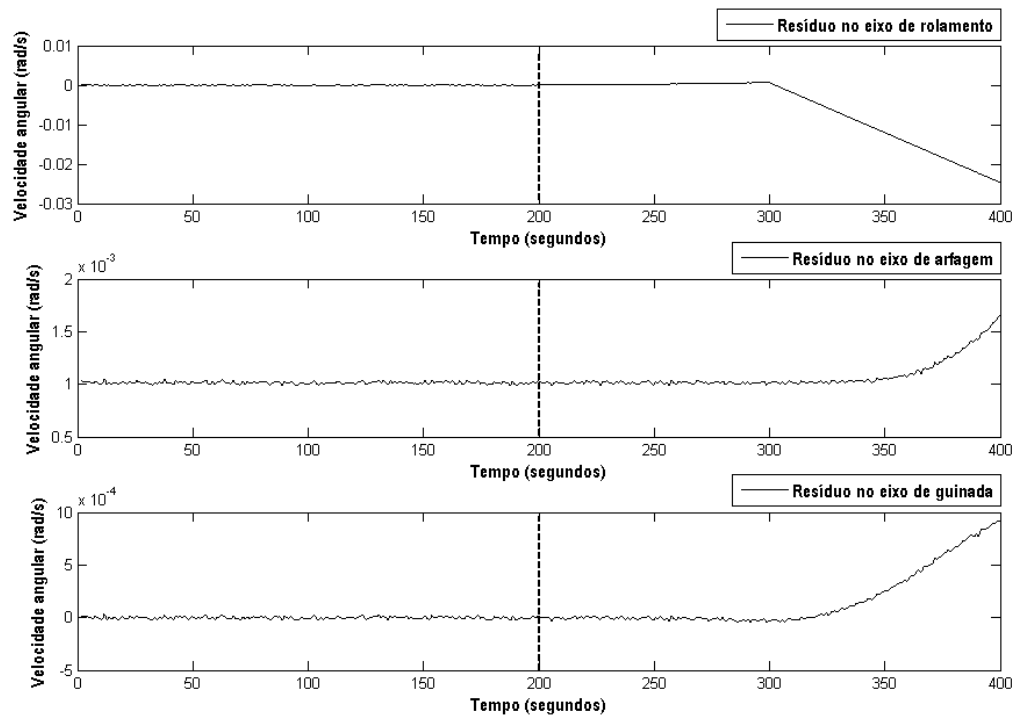 Resíduo no eixo de rolamento
Velocidade angular (rad/s)
0.01
0
-0.01
-0.02
-0.03
0 50 100 150 200 250 300 350 400
Tempo (segundos)
Resíduo no eixo de arfagem
Velocidade angular (rad/s)
x 10-3
2
1.5
1
0.5
0 50 100 150 200 250 300 350 400
Tempo (segundos)
Resíduo no eixo de guinada
Velocidade angular (rad/s)
x 10-4
10
5
0
-5
0 50 100 150 200 250 300 350 400
Tempo (segundos)